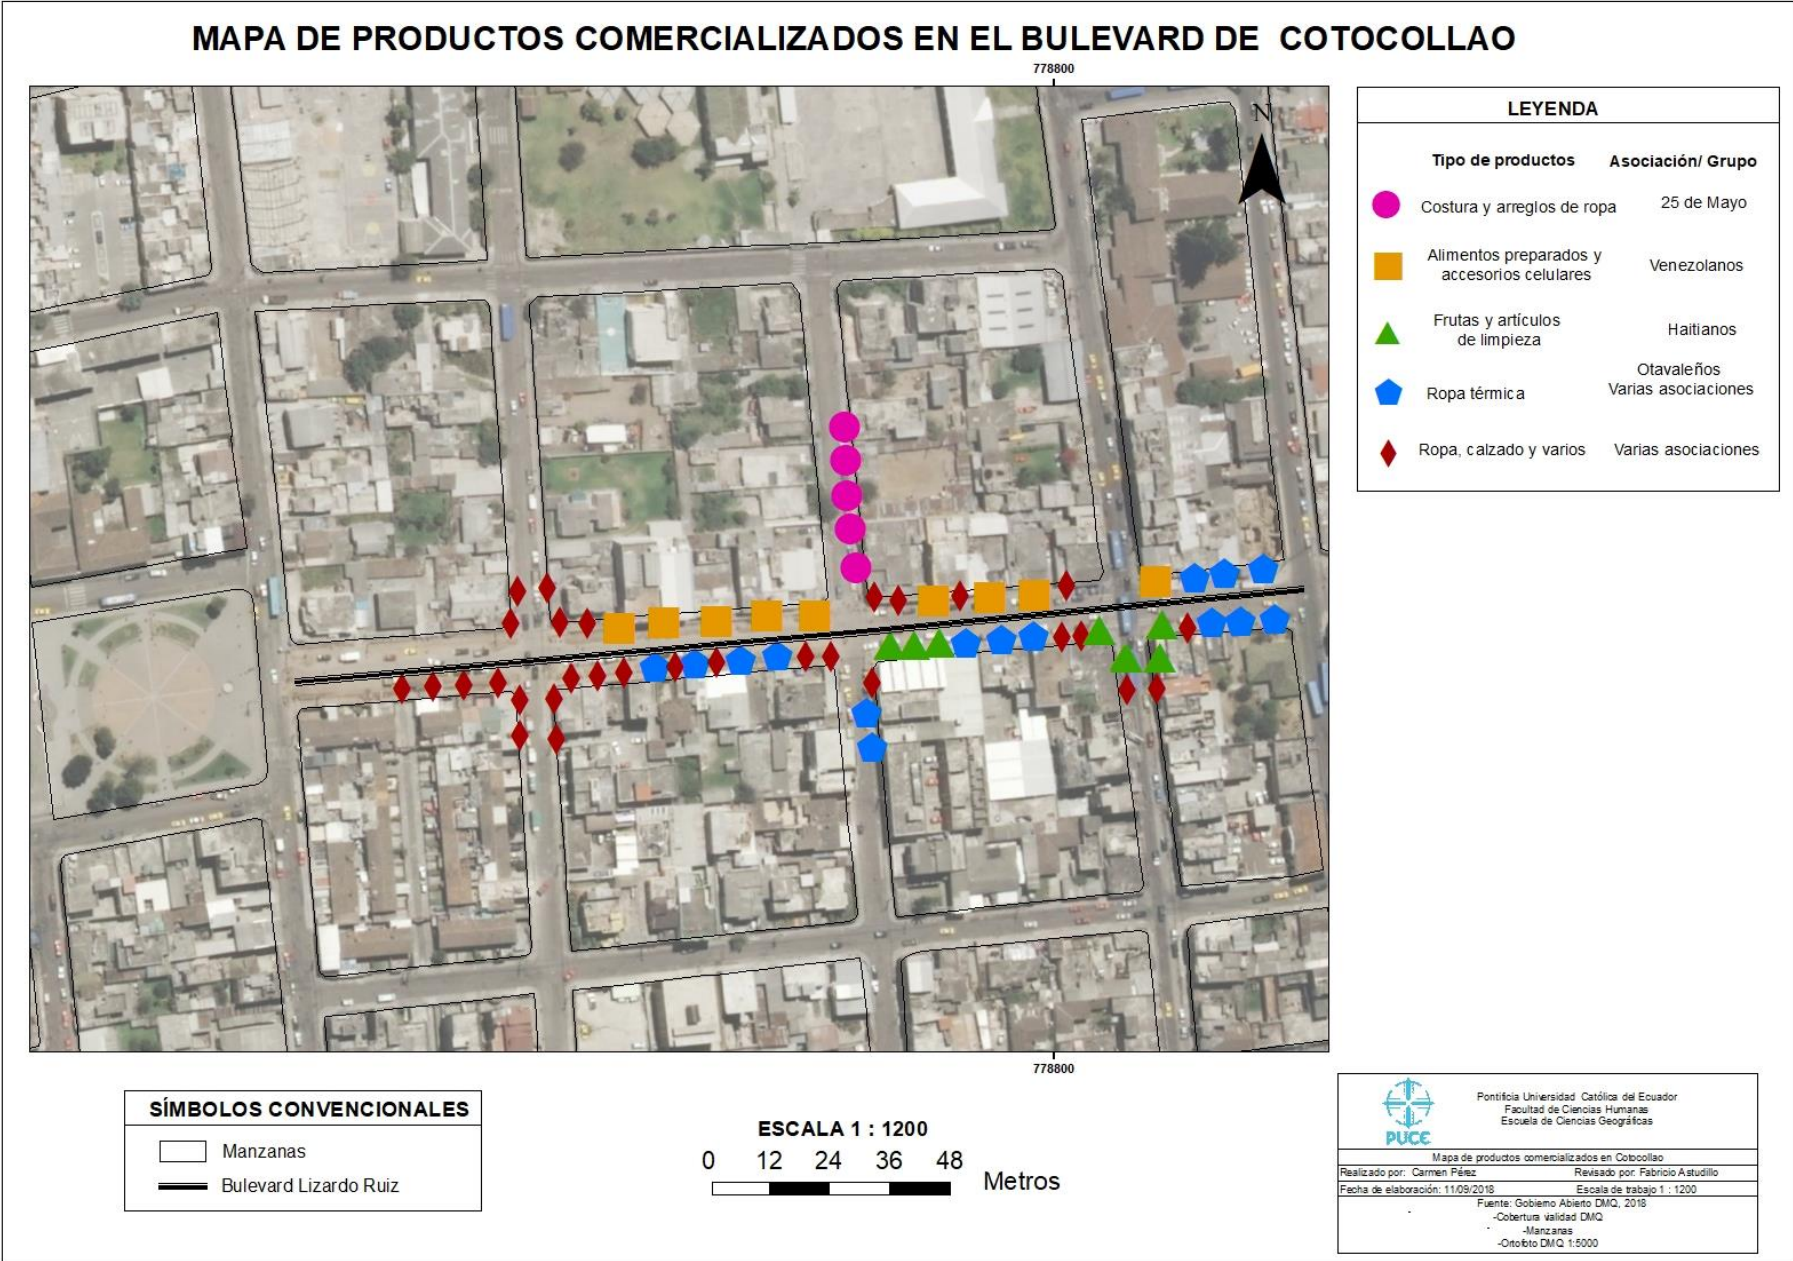 MAPA DE PRODUCTOS COMERCIALIZADOS EN EL BULEVARD DE COTOCOLLAO
778800
N
LEYENDA
Tipo de productos Asociación/ Grupo
Costura y arreglos de ropa 25 de Mayo
Alimentos preparados y
accesorios celulares
Venezolanos
Frutas y artículos
de limpieza
Haitianos
Ropa térmica
Otavaleños
Varias asociaciones
Ropa, calzado y varios Varias asociaciones
778800
SÍMBOLOS CONVENCIONALES
Manzanas
Bulevard Lizardo Ruiz
ESCALA 1 : 1200
0 12 24 36 48
Metros
PUCE
Pontificia Universidad Católica del Ecuador
Facultad de Ciencias Humanas
Escuela de Ciencias Geográficas
Mapa de productos comercializados en Cotocollao
Realizado por: Carmen Pérez Revisado por: Fabricio Astudillo
Fecha de elaboración: 11/09/2018 Escala de trabajo 1 : 1200
Fuente: Gobierno Abierto DMQ, 2018
-Cobertura vialidad DMQ
-Manzanas
-Ortofoto DMQ 1:5000